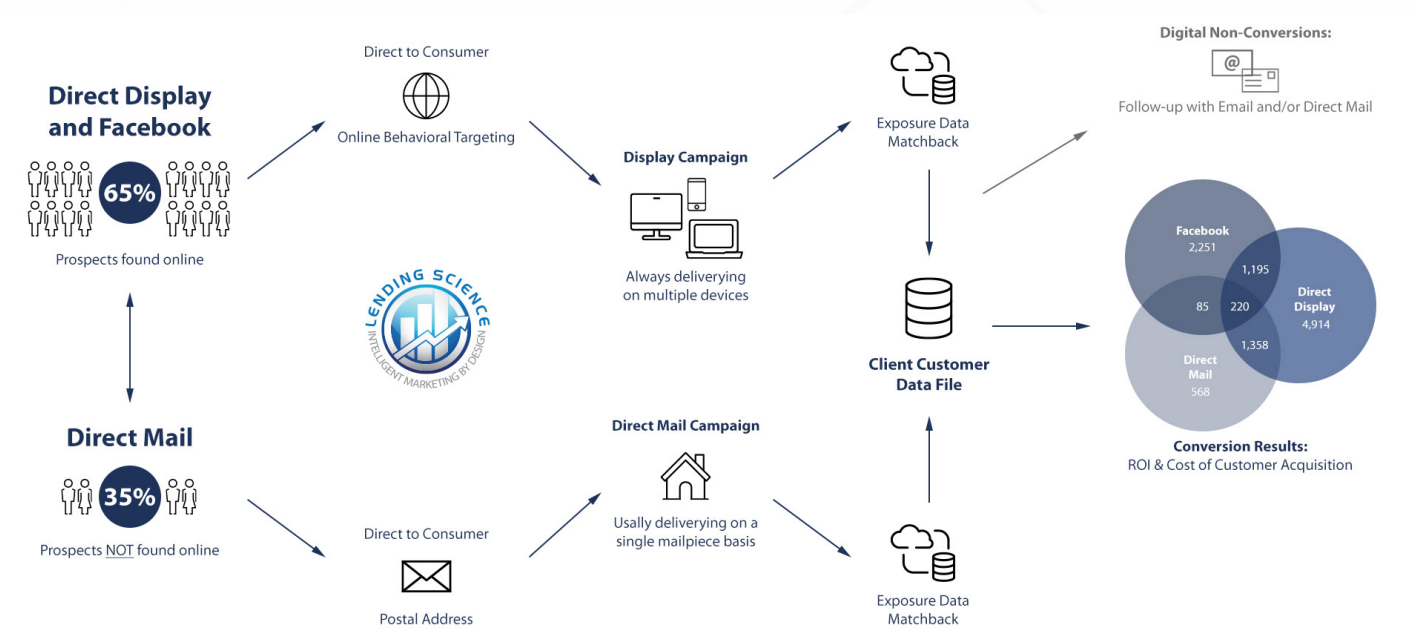 Direct Display
and Facebook
65%
Prospects found online
Direct Mail
35%
Prospects NOT found online
Direct to Consumer
Online Behavioral Targeting
LENDING SCIENCE
INTELLIGENT MARKETING BY DESIGN
Direct to Consumer
Postal Address
Display Campaign
Always deliverying
on multiple devices
Direct Mail Campaign
Usally deliverying on a
single mailpiece basis
Exposure Data
Matchback
Client Customer
Data File
Exposure Data
Matchback
Digital Non-Conversions:
@
Follow-up with Email and/or Direct Mail
Facebook
2,251
1,195
Direct
Display
4,914
85
220
1,358
Direct
Mail
568
Conversion Results:
ROI & Cost of Customer Acquisition